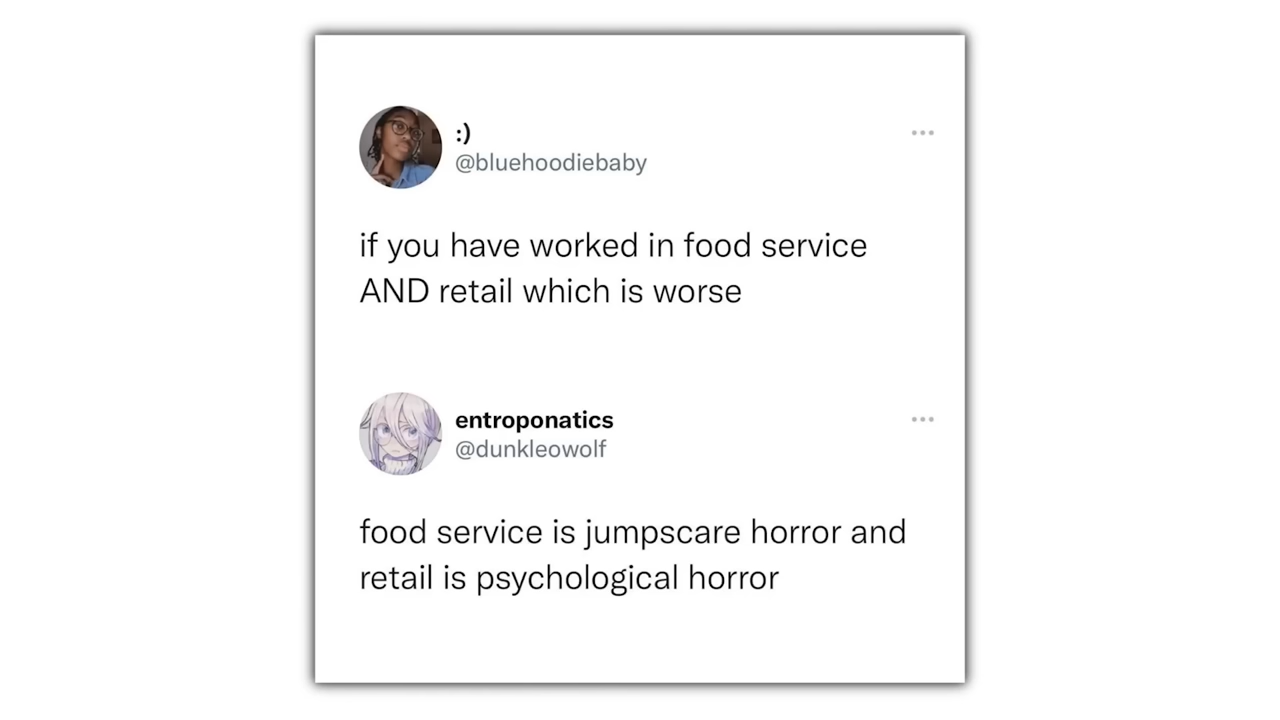 :)
@bluehoodiebaby
if you have worked in food service
AND retail which is worse
entroponatics
@dunkleowolf
food service is jumpscare horror and
retail is psychological horror